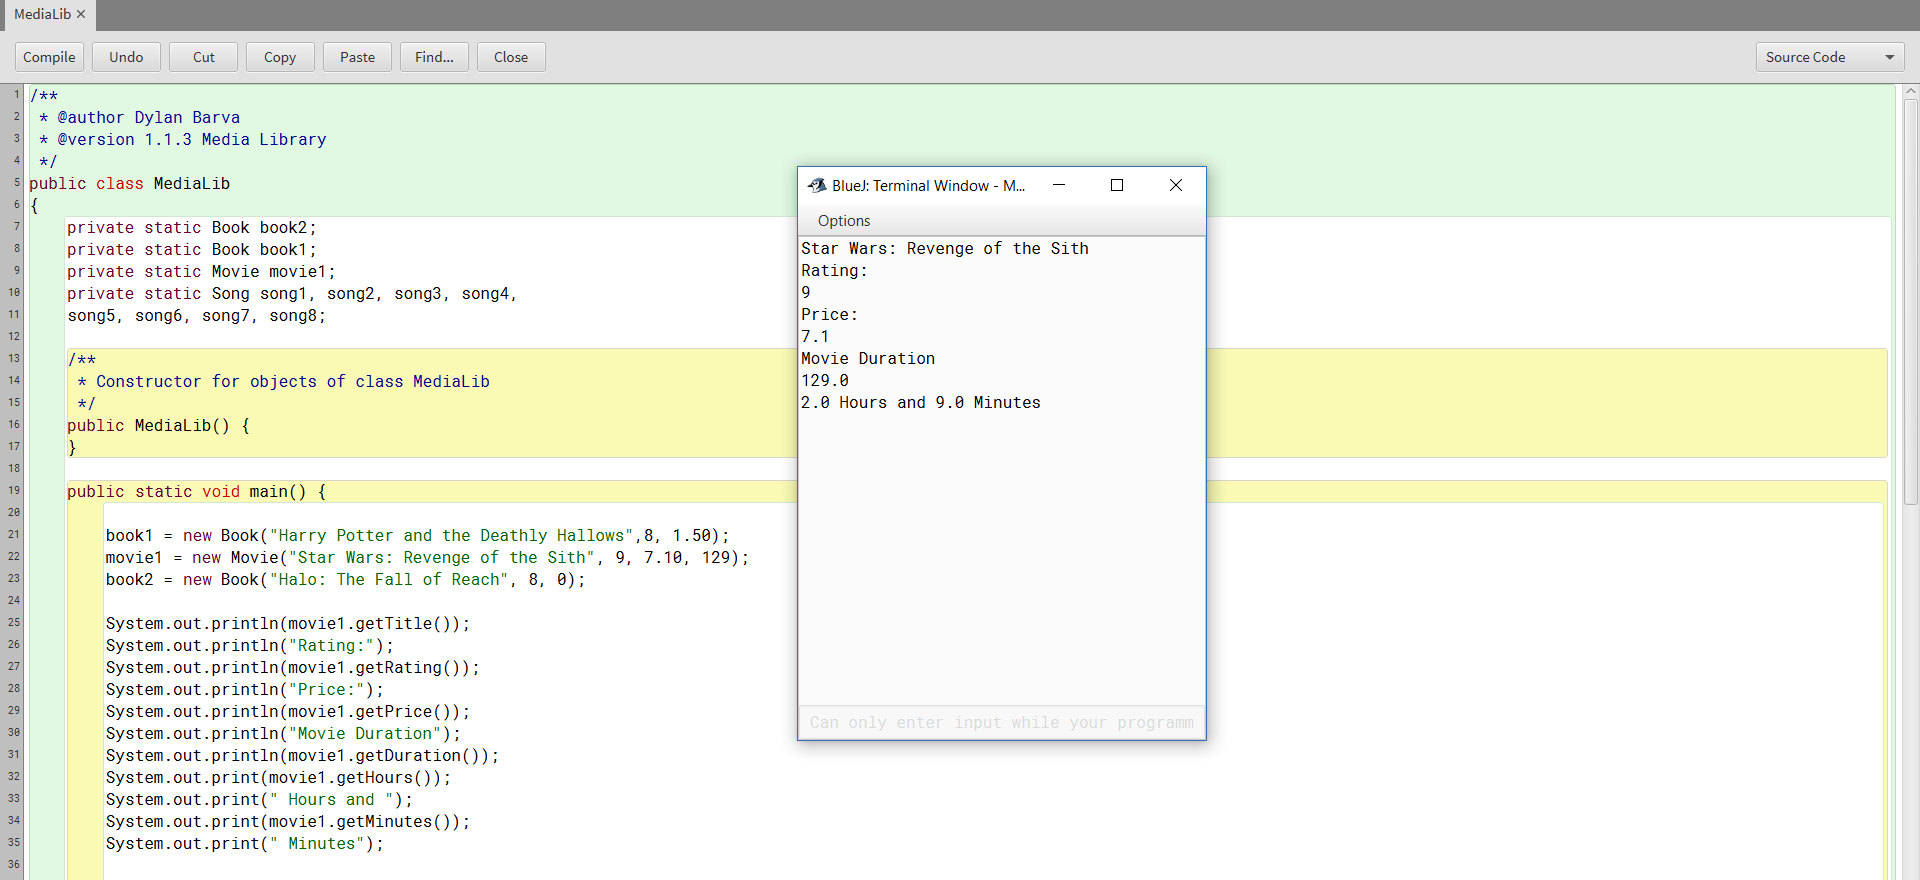 MediaLib ×
Compile Undo Cut Copy Paste Find... Close Source Code
1 /**
2  * @author Dylan Barva
3  * @version 1.1.3 Media Library
4  */
5 public class MediaLib
6 {
7 private static Book book2;
8 private static Book book1;
9 private static Movie movie1;
10 private static Song song1, song2, song3, song4,
11 song5, song6, song7, song8;
12
13 /**
14  * Constructor for objects of class MediaLib
15  */
16 public MediaLib() {
17 }
18
19 public static void main() {
20
21 book1 = new Book("Harry Potter and the Deathly Hallows",8, 1.50);
22 movie1 = new Movie("Star Wars: Revenge of the Sith", 9, 7.10, 129);
23 book2 = new Book("Halo: The Fall of Reach", 8, 0);
24
25 System.out.println(movie1.getTitle());
26 System.out.println("Rating:");
27 System.out.println(movie1.getRating());
28 System.out.println("Price:");
29 System.out.println(movie1.getPrice());
30 System.out.println("Movie Duration");
31 System.out.println(movie1.getDuration());
32 System.out.print(movie1.getHours());
33 System.out.print(" Hours and ");
34 System.out.print(movie1.getMinutes());
35 System.out.print(" Minutes");
36
BlueJ: Terminal Window - M...
Options
Star Wars: Revenge of the Sith
Rating:
9
Price:
7.1
Movie Duration
129.0
2.0 Hours and 9.0 Minutes
Can only enter input while your programm